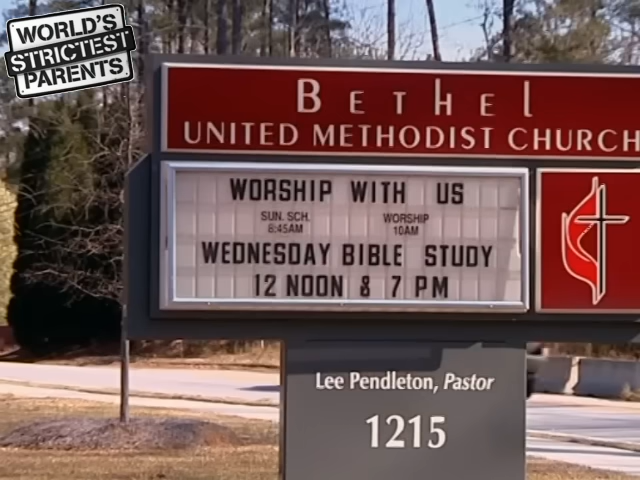 WORLD'S
STRICTEST
PARENTS
BETHEL
UNITED METHODIST CHURCH
WORSHIP WITH US
SUN. SCH. WORSHIP
8:45AM 10AM
WEDNESDAY BIBLE STUDY
12 NOON & 7 PM
Lee Pendleton, Pastor
1215